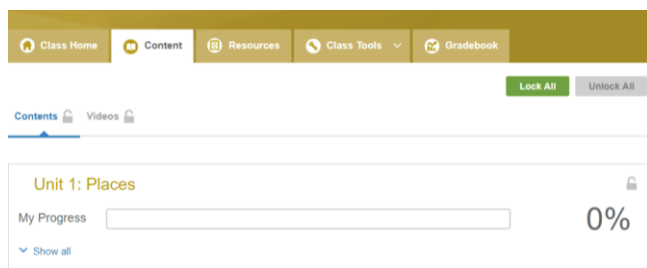 Class Home Content Resources Class Tools Gradebook
Lock All Unlock All
Contents Videos
Unit 1: Places
My Progress 0%
Show all